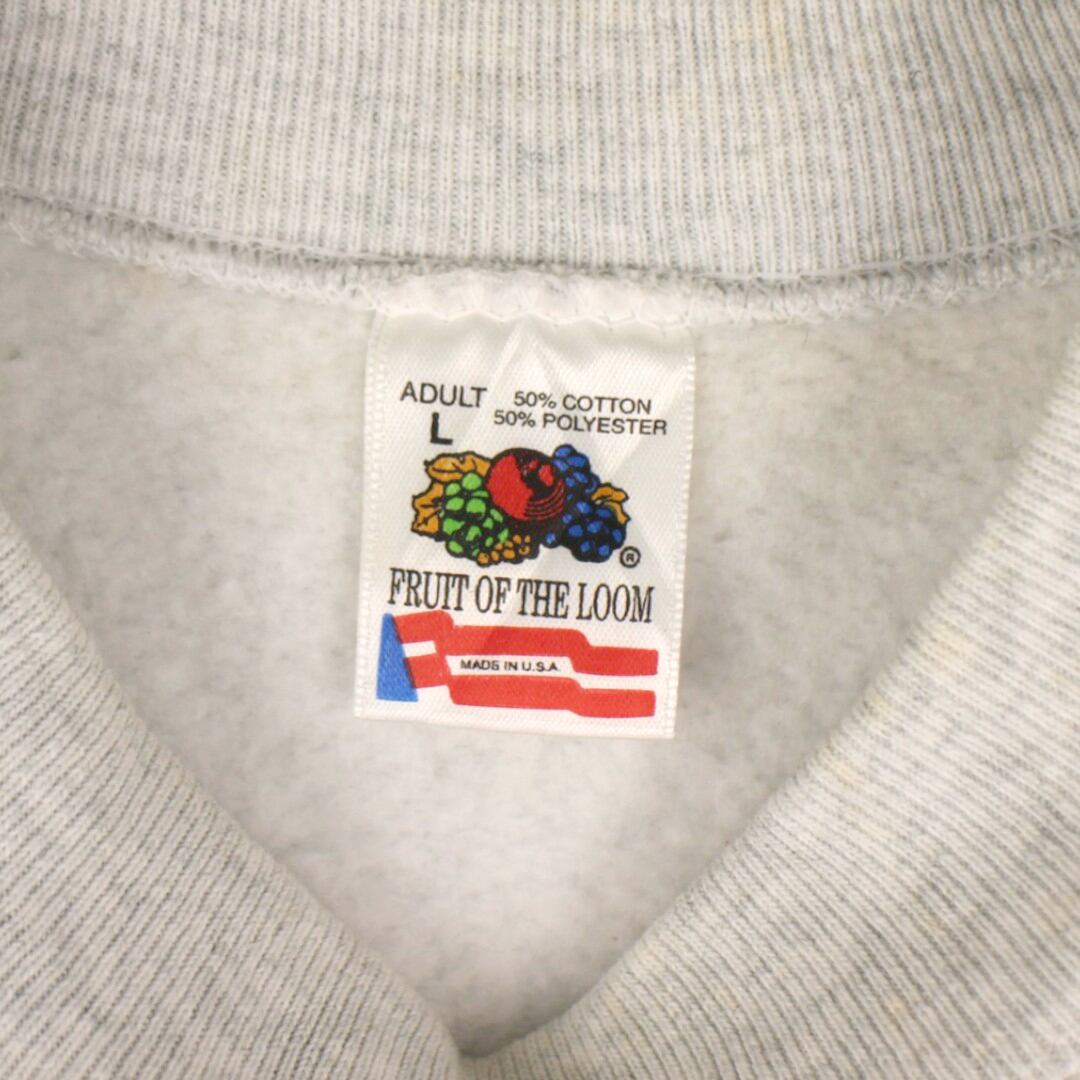 ADULT
L
50% COTTON
50% POLYESTER
®
FRUIT OF THE LOOM
MADE IN U.S.A.